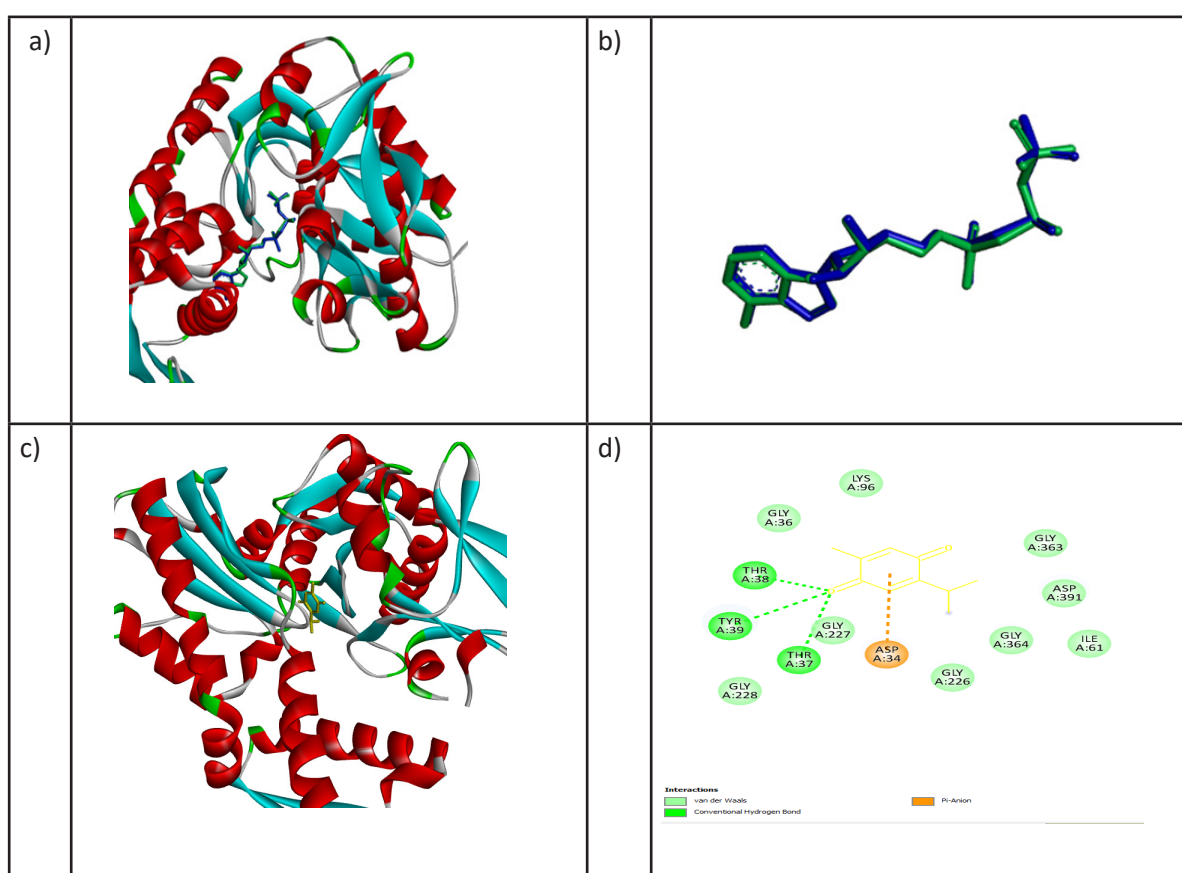 a)
b)
c)
d)
LYS
A:96
GLY
A:36
GLY
A:363
THR
A:38
ASP
A:391
TYR
A:39
GLY
A:227
THR
A:37
ASP
A:34
GLY
A:364
ILE
A:61
GLY
A:228
GLY
A:226
O
Interactions
van der Waals
Conventional Hydrogen Bond
Pi-Anion